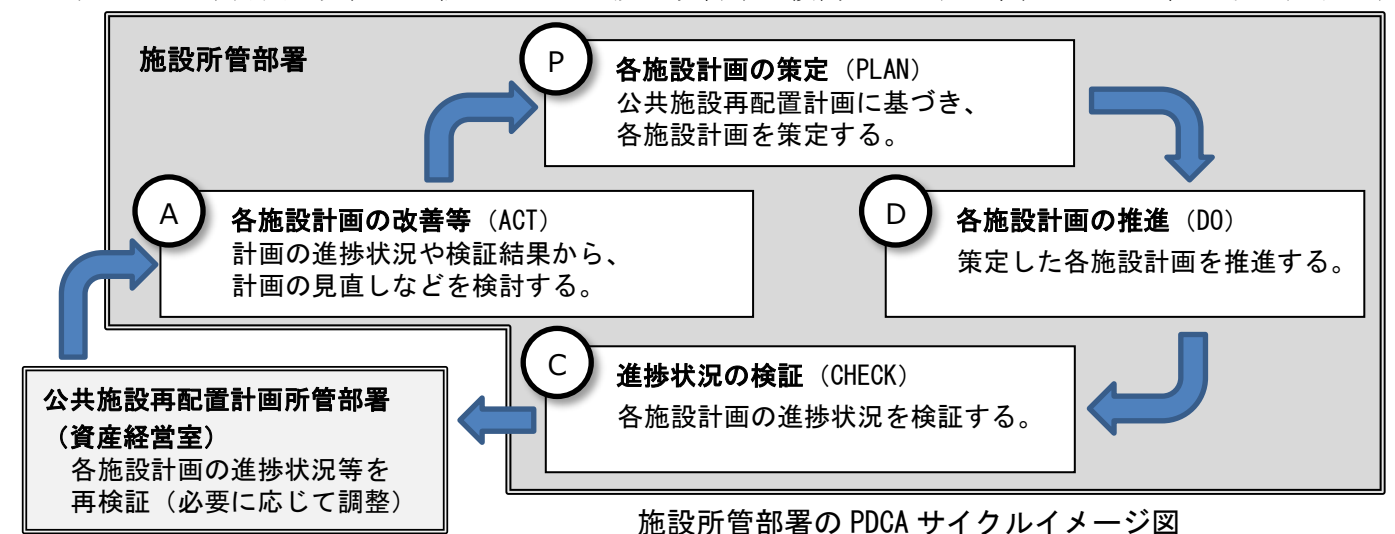 施設所管部署
P
各施設計画の策定（PLAN）
公共施設再配置計画に基づき、
各施設計画を策定する。
A
各施設計画の改善等（ACT）
計画の進捗状況や検証結果から、
計画の見直しなどを検討する。
D
各施設計画の推進（DO）
策定した各施設計画を推進する。
C
進捗状況の検証（CHECK）
各施設計画の進捗状況を検証する。
公共施設再配置計画所管部署
（資産経営室）
各施設計画の進捗状況等を
再検証（必要に応じて調整）
施設所管部署の PDCA サイクルイメージ図